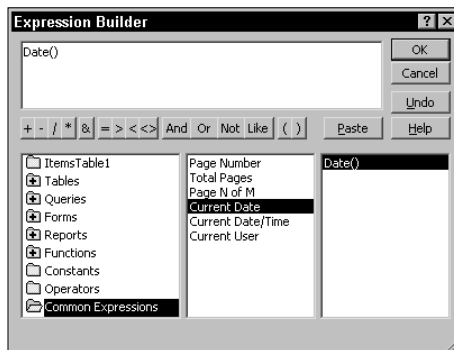 Expression Builder
? X
Date()
OK
Cancel
Undo
+ - / * & = > < <> And Or Not Like ( ) Paste Help
ItemsTable1
Tables
Queries
Forms
Reports
Functions
Constants
Operators
Common Expressions
Page Number
Total Pages
Page N of M
Current Date
Current Date/Time
Current User
Date()